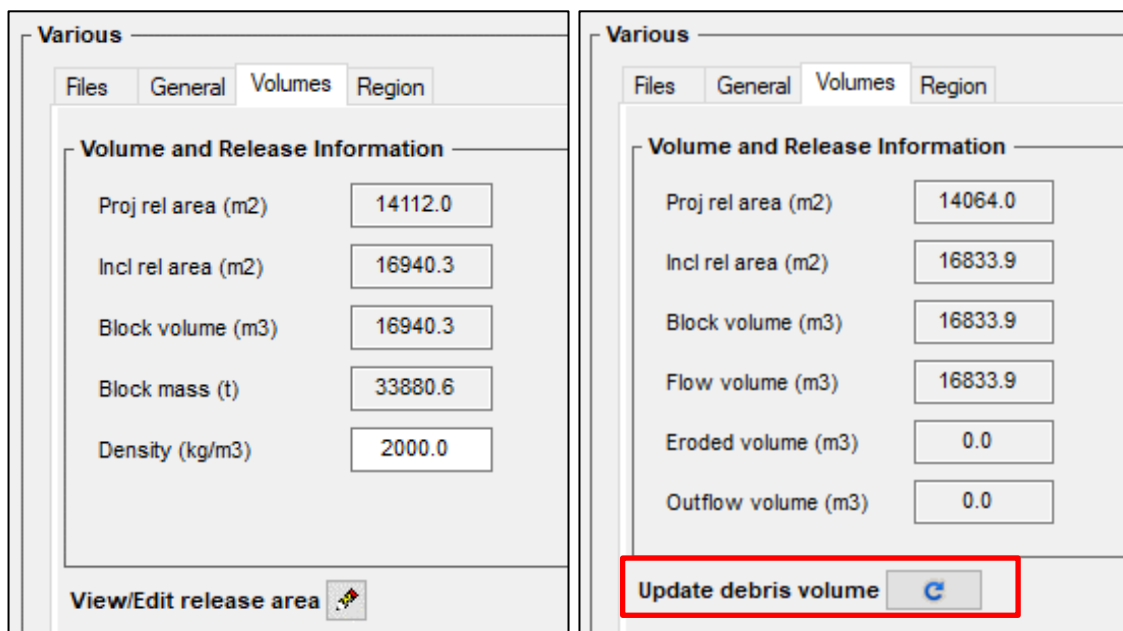 Various
Files General Volumes Region
Volume and Release Information
Proj rel area (m2) 14112.0
Incl rel area (m2) 16940.3
Block volume (m3) 16940.3
Block mass (t) 33880.6
Density (kg/m3) 2000.0
View/Edit release area
Various
Files General Volumes Region
Volume and Release Information
Proj rel area (m2) 14064.0
Incl rel area (m2) 16833.9
Block volume (m3) 16833.9
Flow volume (m3) 16833.9
Eroded volume (m3) 0.0
Outflow volume (m3) 0.0
Update debris volume